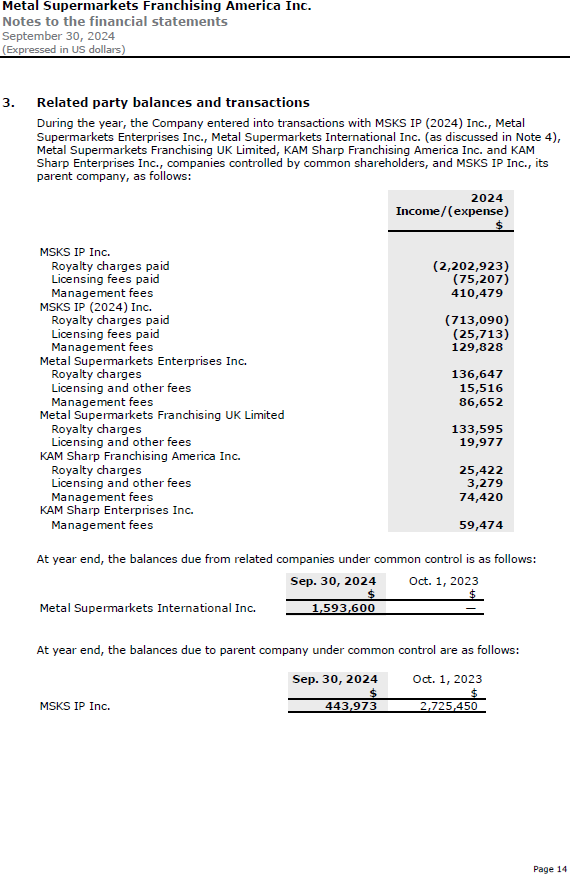 Metal Supermarkets Franchising America Inc.
Notes to the financial statements
September 30, 2024
(Expressed in US dollars)
3. Related party balances and transactions
During the year, the Company entered into transactions with MSKS IP (2024) Inc., Metal
Supermarkets Enterprises Inc., Metal Supermarkets International Inc. (as discussed in Note 4),
Metal Supermarkets Franchising UK Limited, KAM Sharp Franchising America Inc. and KAM
Sharp Enterprises Inc., companies controlled by common shareholders, and MSKS IP Inc., its
parent company, as follows:
2024
Income/(expense)
$
MSKS IP Inc.
Royalty charges paid (2,202,923)
Licensing fees paid (75,207)
Management fees 410,479
MSKS IP (2024) Inc.
Royalty charges paid (713,090)
Licensing fees paid (25,713)
Management fees 129,828
Metal Supermarkets Enterprises Inc.
Royalty charges 136,647
Licensing and other fees 15,516
Management fees 86,652
Metal Supermarkets Franchising UK Limited
Royalty charges 133,595
Licensing and other fees 19,977
KAM Sharp Franchising America Inc.
Royalty charges 25,422
Licensing and other fees 3,279
Management fees 74,420
KAM Sharp Enterprises Inc.
Management fees 59,474
At year end, the balances due from related companies under common control is as follows:
Sep. 30, 2024 Oct. 1, 2023
$ $
Metal Supermarkets International Inc. 1,593,600 —
At year end, the balances due to parent company under common control are as follows:
Sep. 30, 2024 Oct. 1, 2023
$ $
MSKS IP Inc. 443,973 2,725,450
Page 14